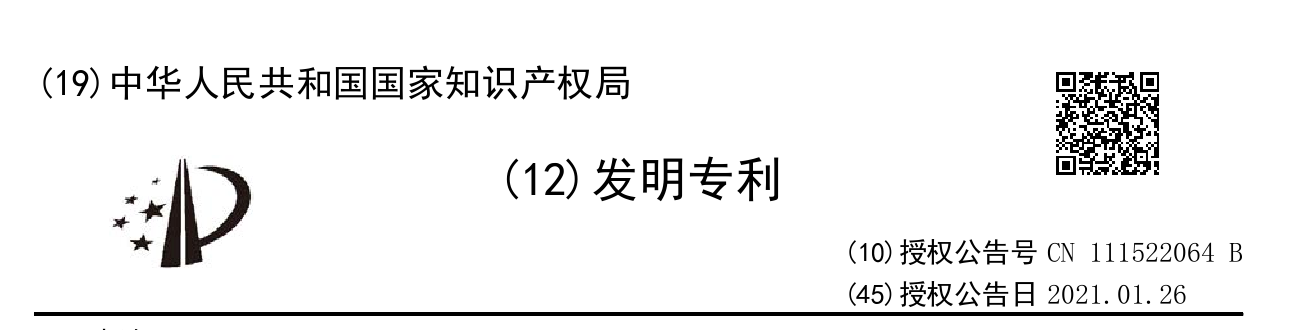 (19)中华人民共和国国家知识产权局
(12)发明专利
(10)授权公告号 CN 111522064 B
(45)授权公告日 2021.01.26